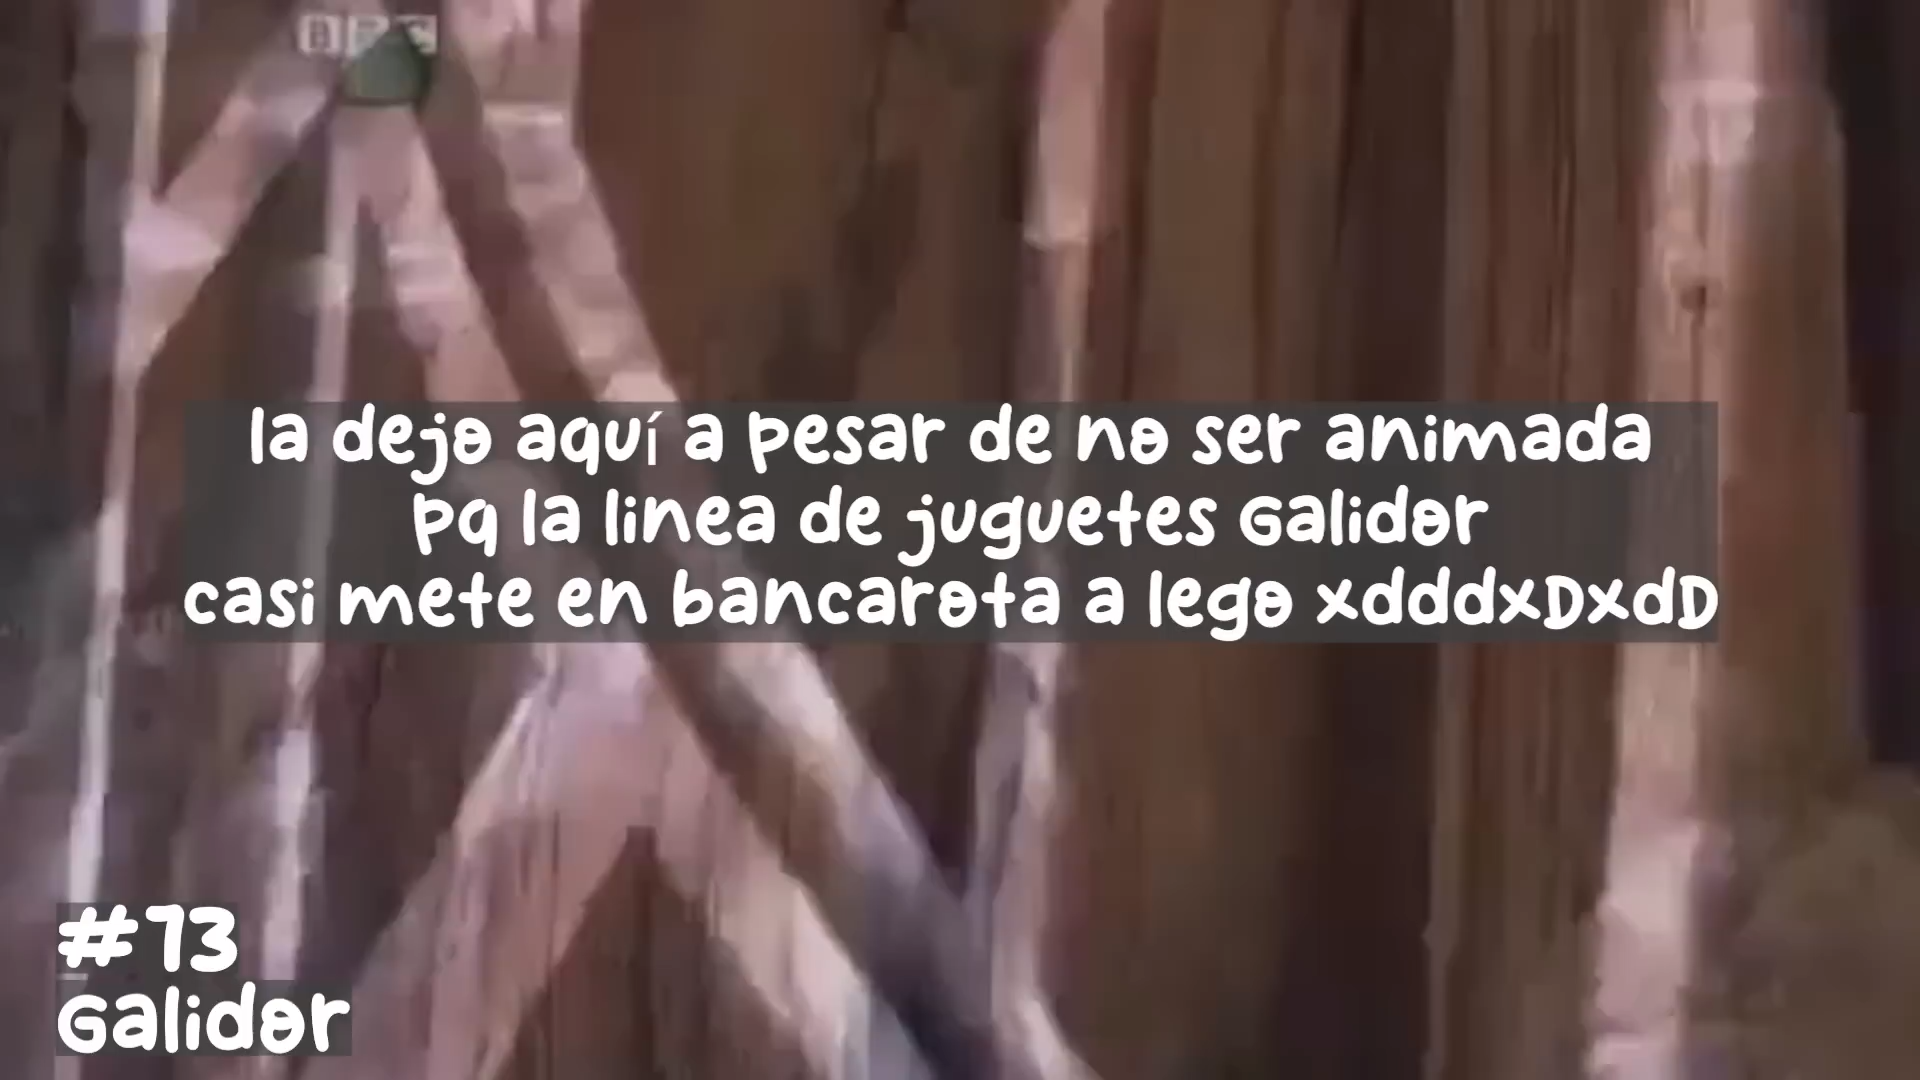 la dejo aquí a pesar de no ser animada
pq la linea de juguetes Galidor
casi mete en bancarota a lego xdddxDxdD
#73
Galidor